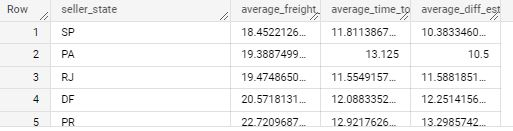 Row seller_state average_freight_ average_time_to average_diff_est
1 SP 18.4522126... 11.8113867... 10.3833460...
2 PA 19.3887499... 13.125 10.5
3 RJ 19.4748650... 11.5549157... 11.5881851...
4 DF 20.5718131... 12.0883352... 12.2514156...
5 PR 22.7209687... 12.9217626... 13.2985742...